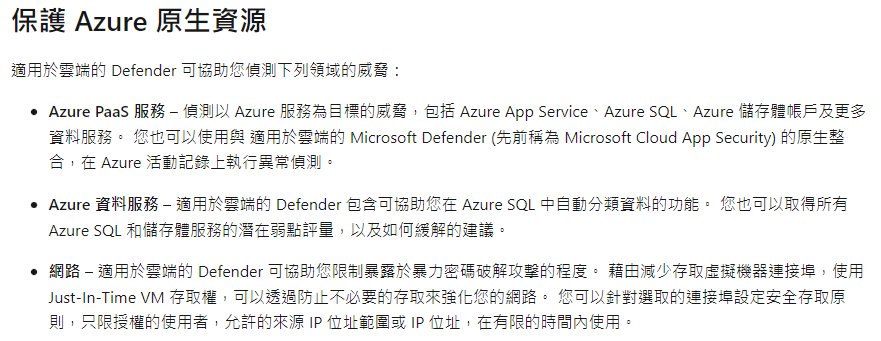 保護 Azure 原生資源
適用於雲端的 Defender 可協助您偵測下列領域的威脅：
• Azure PaaS 服務 – 偵測以 Azure 服務為目標的威脅，包括 Azure App Service、Azure SQL、Azure 儲存體帳戶及更多
資料服務。 您也可以使用與 適用於雲端的 Microsoft Defender (先前稱為 Microsoft Cloud App Security) 的原生整
合，在 Azure 活動記錄上執行異常偵測。
• Azure 資料服務 – 適用於雲端的 Defender 包含可協助您在 Azure SQL 中自動分類資料的功能。 您也可以取得所有
Azure SQL 和儲存體服務的潛在弱點評量，以及如何緩解的建議。
• 網路 – 適用於雲端的 Defender 可協助您限制暴露於暴力密碼破解攻擊的程度。 藉由減少存取虛擬機器連接埠，使用
Just-In-Time VM 存取權，可以透過防止不必要的存取來強化您的網路。 您可以針對選取的連接埠設定安全存取原
則，只限授權的使用者，允許的來源 IP 位址範圍或 IP 位址，在有限的時間內使用。